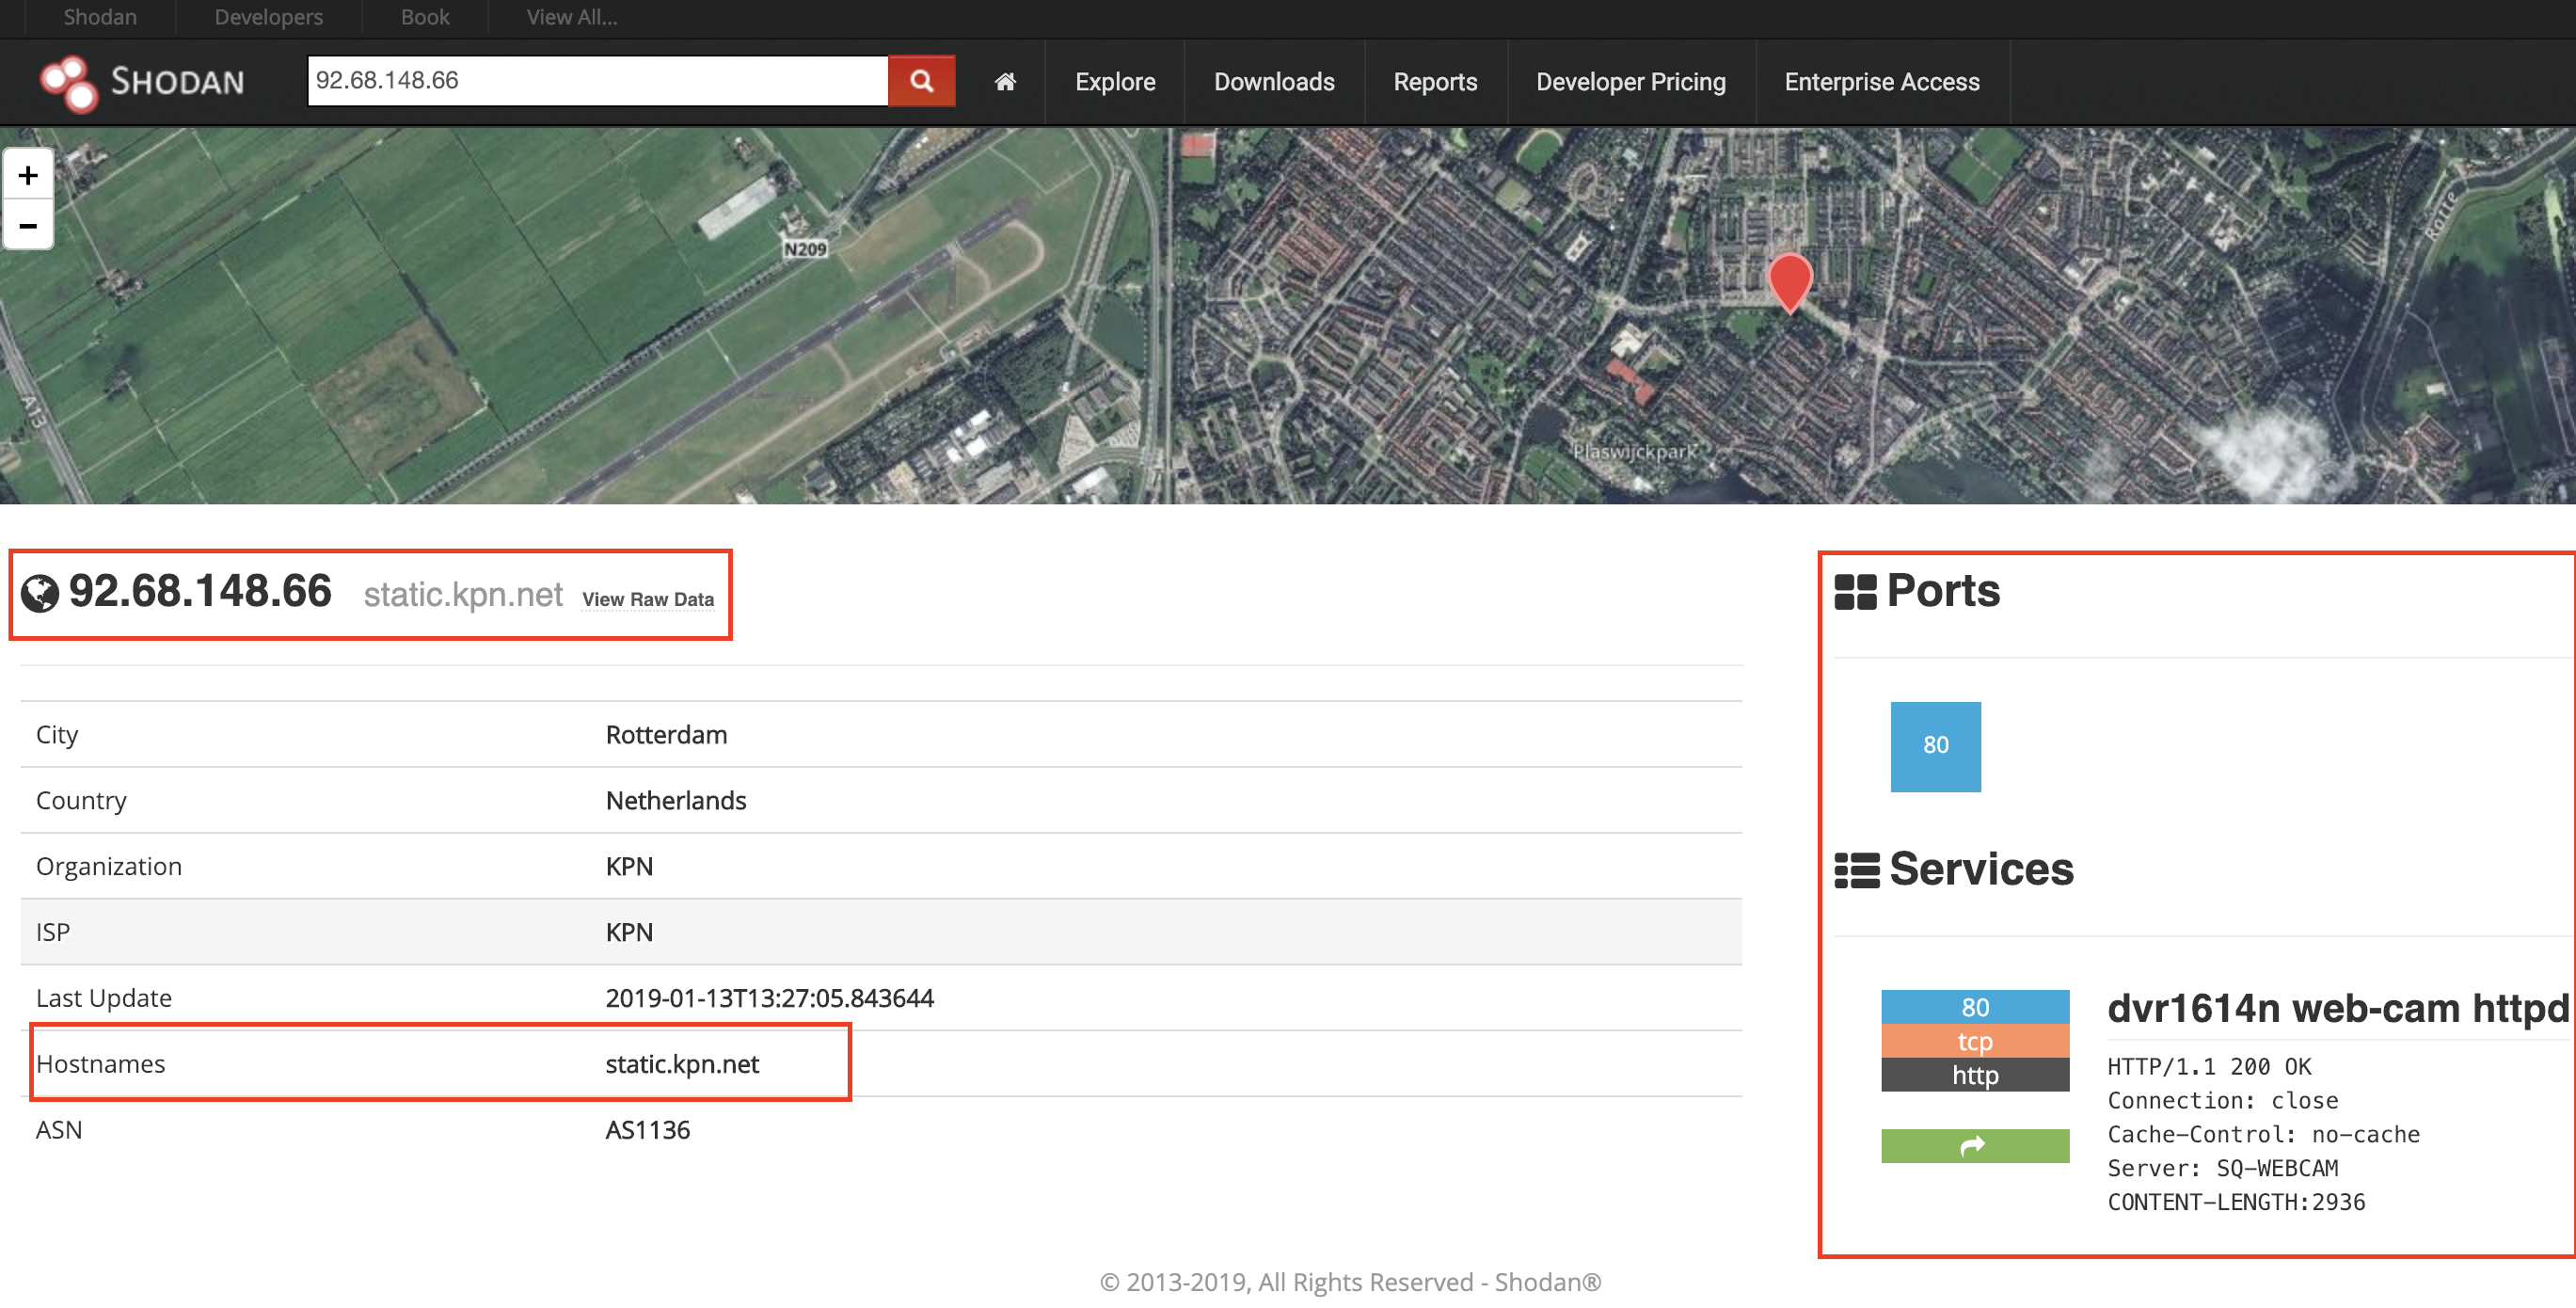 Shodan Developers Book View All...
SHODAN 92.68.148.66 Explore Downloads Reports Developer Pricing Enterprise Access
+
−
N209
A13
Rotte
Plaswijckpark
92.68.148.66 static.kpn.net View Raw Data
City Rotterdam
Country Netherlands
Organization KPN
ISP KPN
Last Update 2019-01-13T13:27:05.843644
Hostnames static.kpn.net
ASN AS1136
Ports
80
Services
80
tcp
http
dvr1614n web-cam httpd
HTTP/1.1 200 OK
Connection: close
Cache-Control: no-cache
Server: SQ-WEBCAM
CONTENT-LENGTH:2936
© 2013-2019, All Rights Reserved - Shodan®